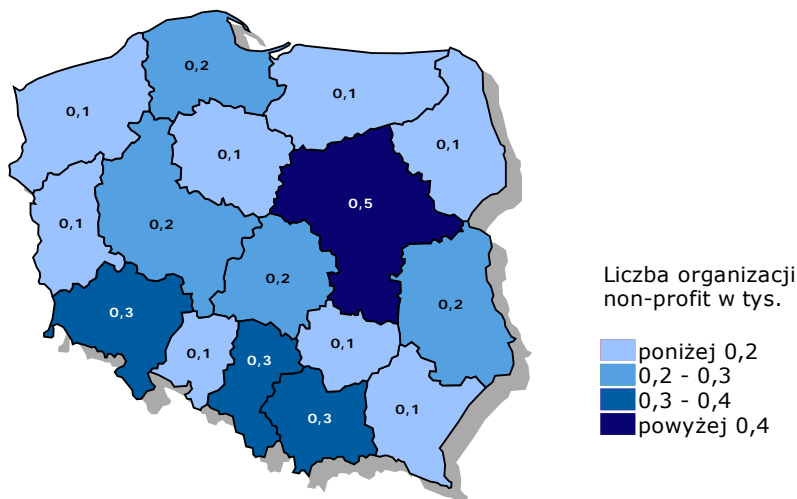 0,2
0,1
0,1
0,1
0,1
0,5
0,1
0,2
0,2
0,2
0,3
0,1
0,3
0,1
0,3
0,1
Liczba organizacji
non-profit w tys.
poniżej 0,2
0,2 - 0,3
0,3 - 0,4
powyżej 0,4